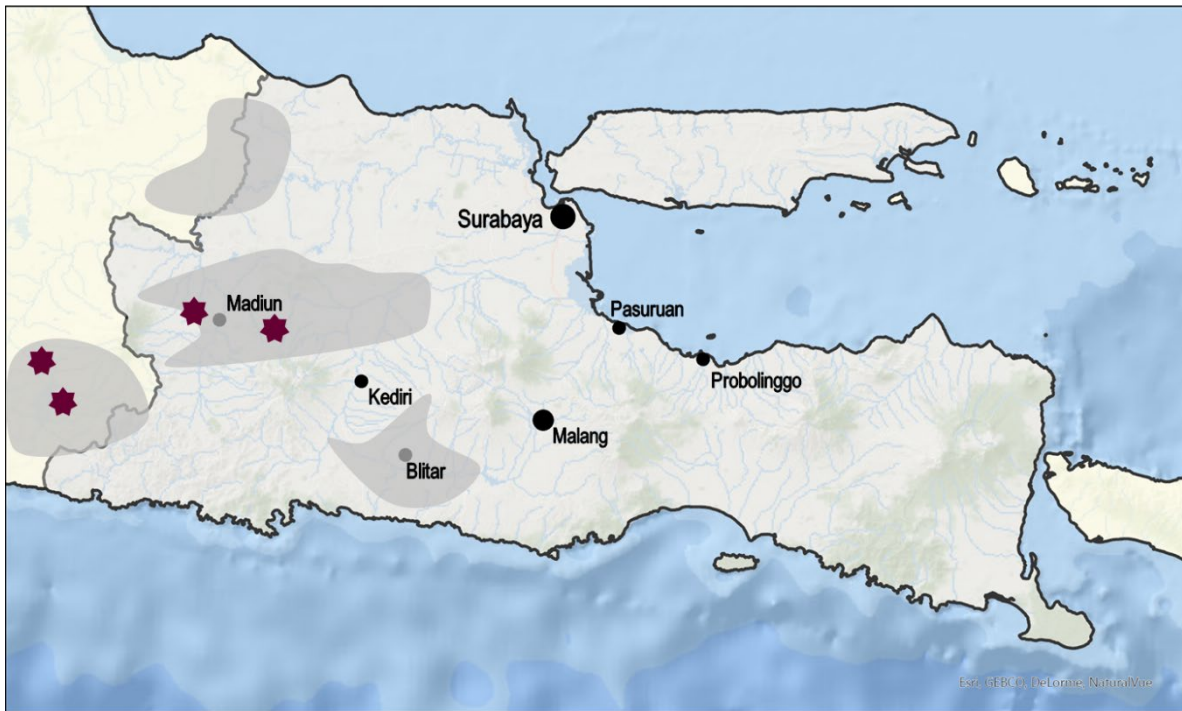 Surabaya
Madiun
Pasuruan
Probolinggo
Kediri
Malang
Blitar
Esri, GEBCO, DeLorme, NaturalVue